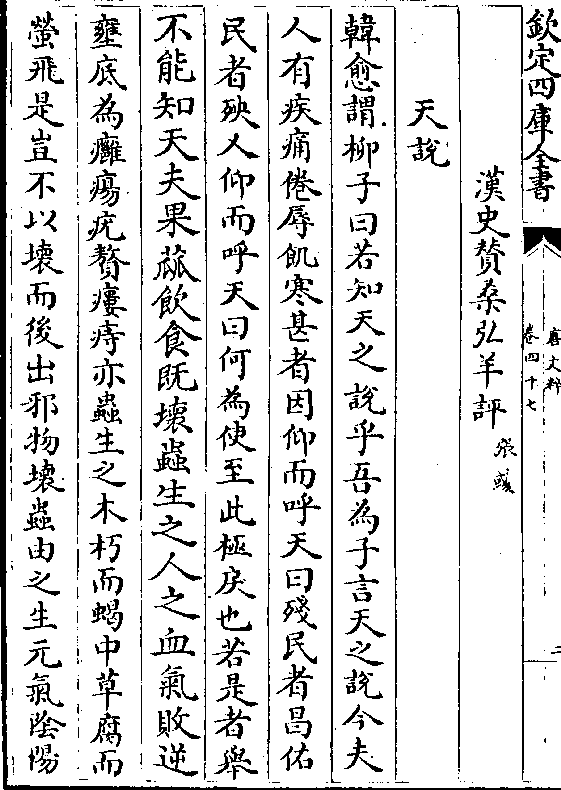 欽定四庫全書
唐文粹
卷四十七
二
漢史贊桑弘羊評
張彧
天說
韓愈謂柳子曰若知天之說乎吾為子言天之說今夫
人有疾痛倦辱飢寒甚者因仰而呼天曰殘民者昌佑
民者殃又仰而呼天曰何為使至此極戾也若是者舉
不能知天夫果蓏飲食既壞蟲生之人之血氣敗逆
壅底為癰瘍疣贅瘻痔亦蟲生之木朽而蝎中草腐而
螢飛是豈不以壞而後出邪物壞蟲由之生元氣陰陽